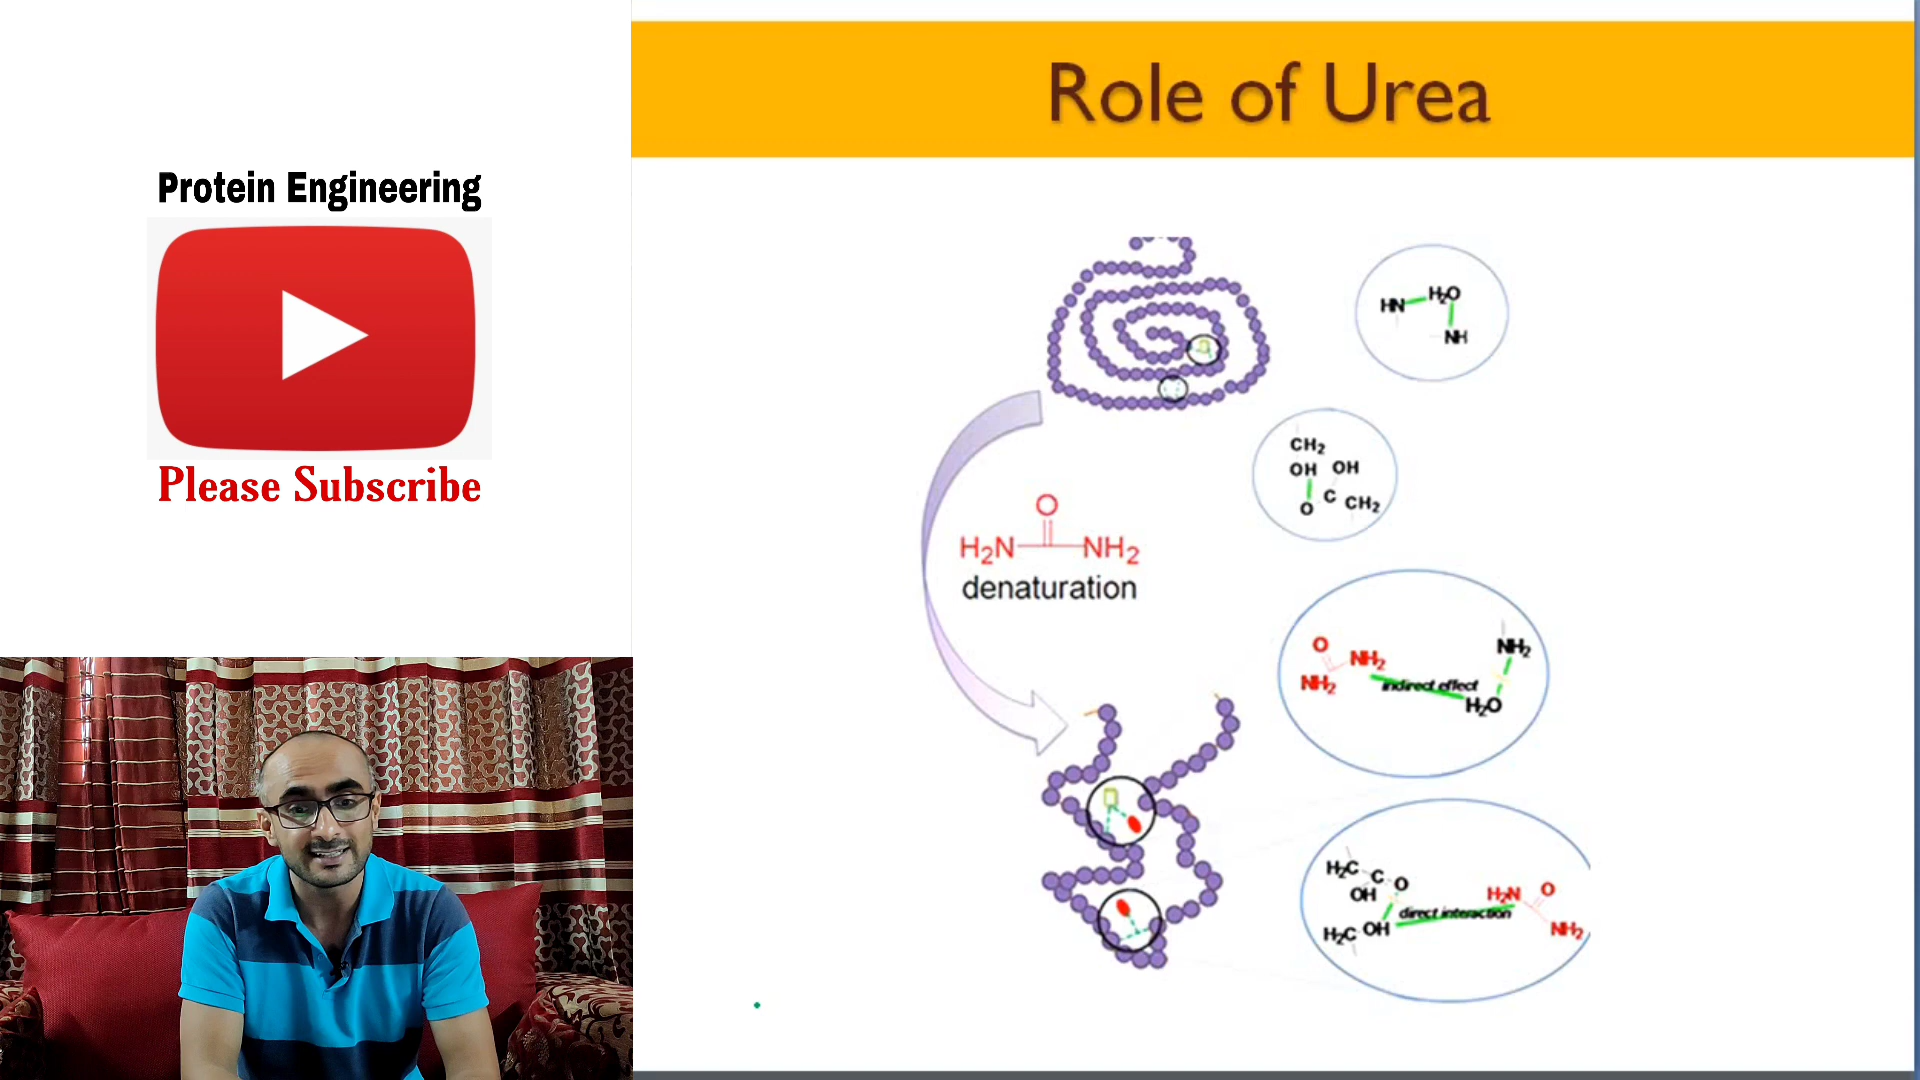 Protein Engineering
Please Subscribe
Role of Urea
HN H₂O
NH
CH₂
OH OH
O C CH₂
O
H₂N NH₂
denaturation
O NH₂ NH₂
NH₂ indirect effect
H₂O
H₂C C O
OH H₂N O
direct interaction
H₂C OH NH₂